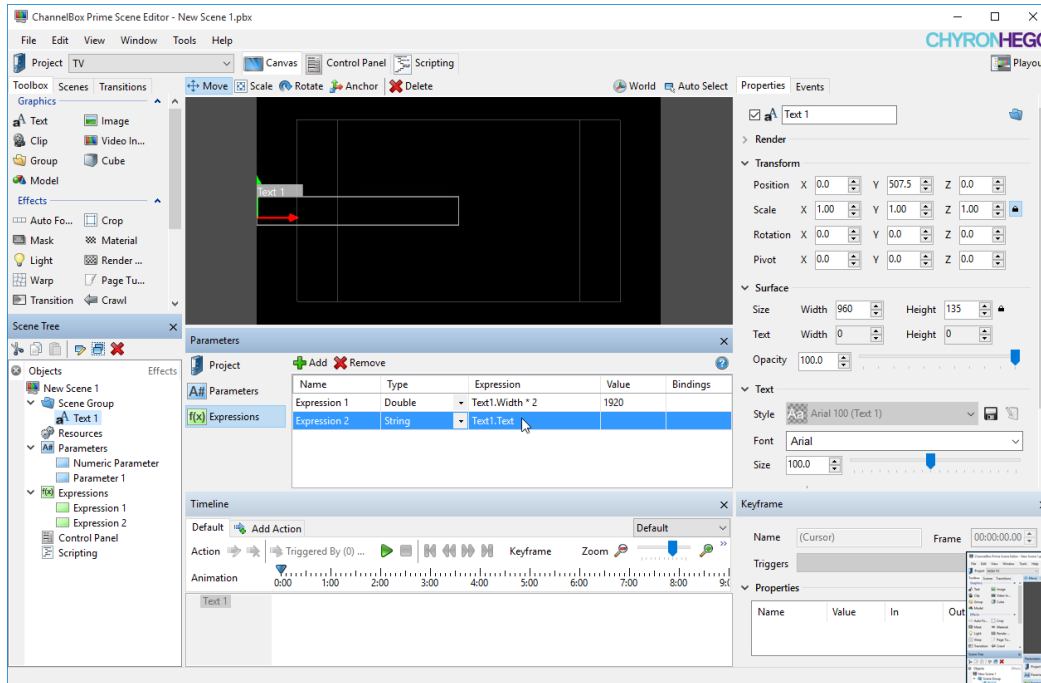 ChannelBox Prime Scene Editor - New Scene 1.pbx
File Edit View Window Tools Help
CHYRONHEGO
Project TV Canvas Control Panel Scripting Playou
Toolbox Scenes Transitions
Move Scale Rotate Anchor Delete World Auto Select
Properties Events
Graphics
Text Image
Clip Video In...
Group Cube
Model
Effects
Auto Fo... Crop
Mask Material
Light Render ...
Warp Page Tu...
Transition Crawl
Text 1
Text 1
Render
Transform
Position X 0.0 Y 507.5 Z 0.0
Scale X 1.00 Y 1.00 Z 1.00
Rotation X 0.0 Y 0.0 Z 0.0
Pivot X 0.0 Y 0.0 Z 0.0
Surface
Size Width 960 Height 135
Text Width 0 Height 0
Opacity 100.0
Text
Style Aa Arial 100 (Text 1)
Font Arial
Size 100.0
Scene Tree
Objects Effects
New Scene 1
Scene Group
Text 1
Resources
Parameters
Numeric Parameter
Parameter 1
Expressions
Expression 1
Expression 2
Control Panel
Scripting
Parameters
Project Add Remove
A# Parameters
f(x) Expressions
Name Type Expression Value Bindings
Expression 1 Double Text1.Width * 2 1920
Expression 2 String Text1.Text
Timeline
Default Add Action Default
Action Triggered By (0) ... Keyframe Zoom
Animation 0:00 1:00 2:00 3:00 4:00 5:00 6:00 7:00 8:00 9:0
Text 1
Keyframe
Name (Cursor) Frame 00:00:00.00
Triggers
Properties
Name Value In Out